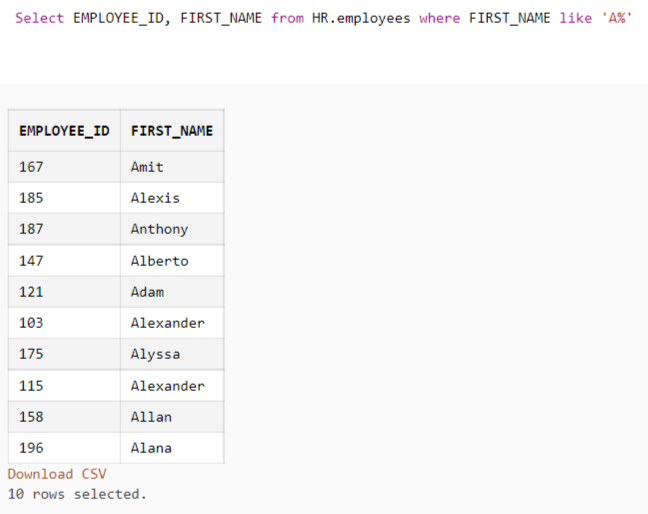 Select EMPLOYEE_ID, FIRST_NAME from HR.employees where FIRST_NAME like 'A%'
EMPLOYEE_ID FIRST_NAME
167 Amit
185 Alexis
187 Anthony
147 Alberto
121 Adam
103 Alexander
175 Alyssa
115 Alexander
158 Allan
196 Alana
Download CSV
10 rows selected.